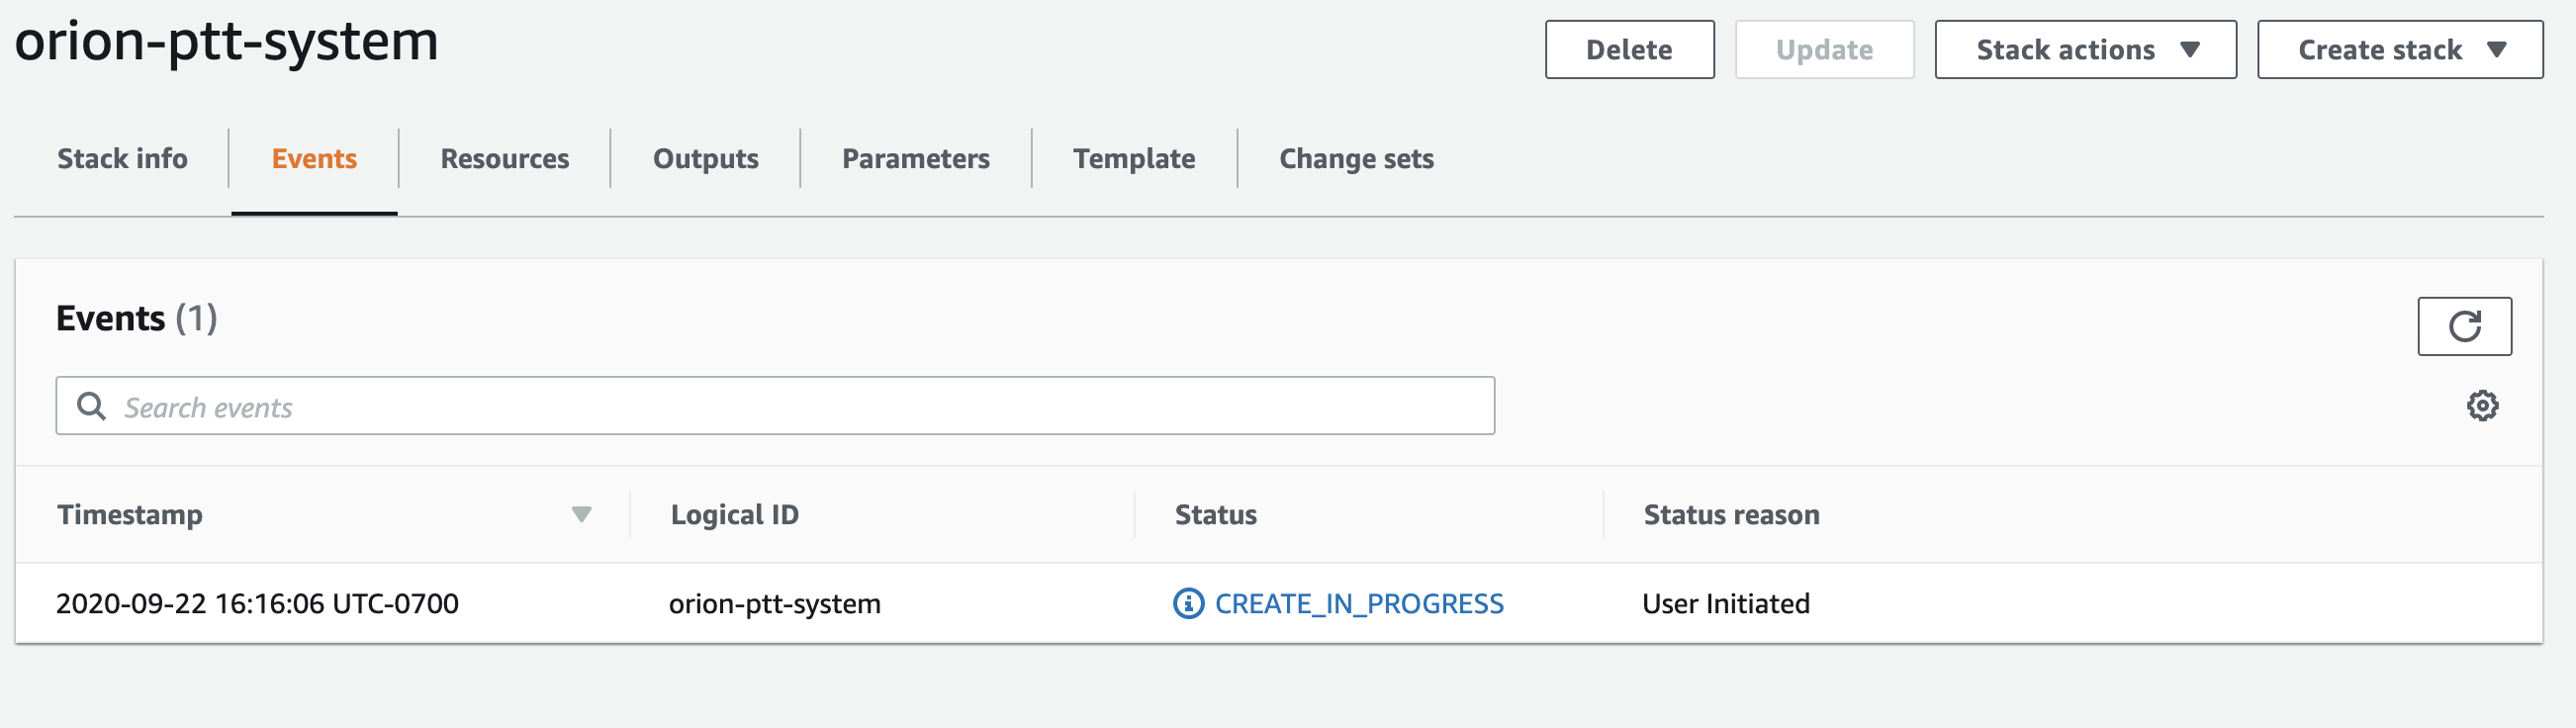 orion-ptt-system
Delete Update Stack actions Create stack
Stack info Events Resources Outputs Parameters Template Change sets
Events (1)
Search events
Timestamp Logical ID Status Status reason
2020-09-22 16:16:06 UTC-0700 orion-ptt-system CREATE_IN_PROGRESS User Initiated